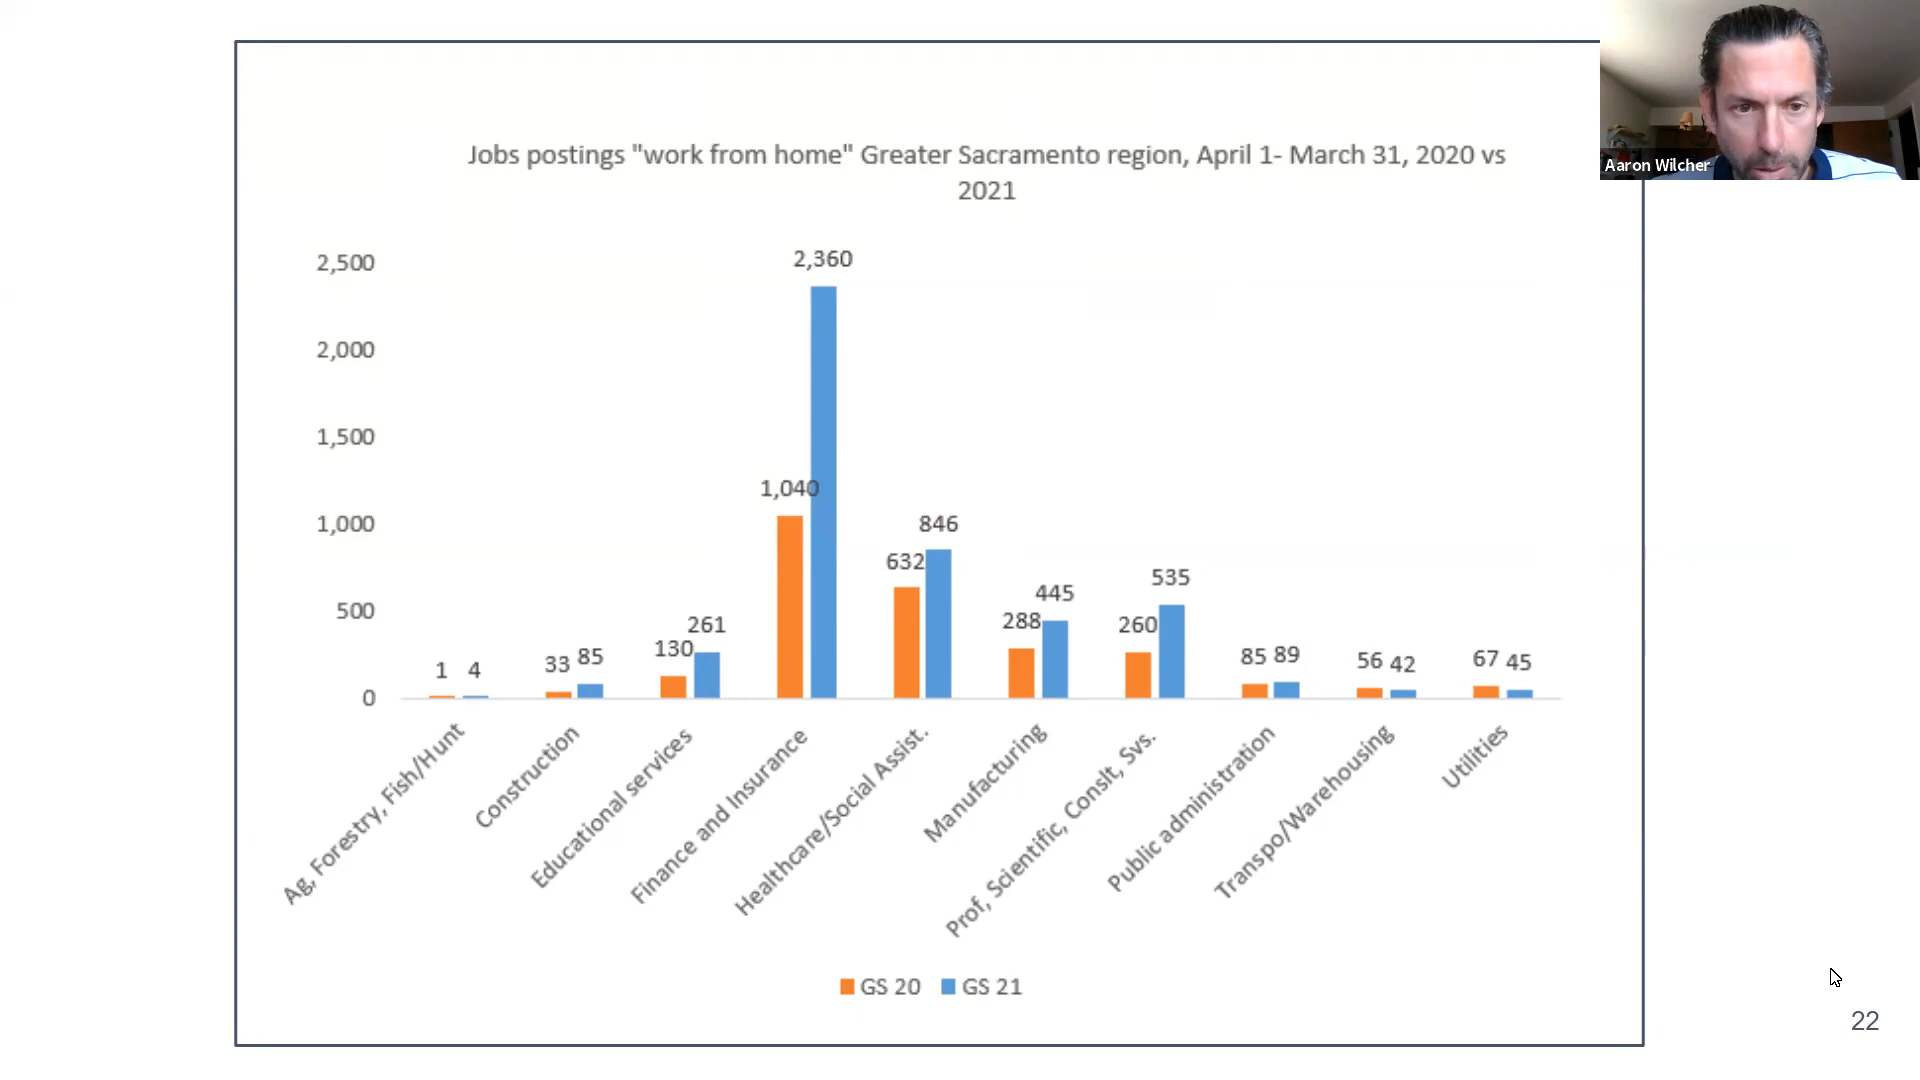 Jobs postings "work from home" Greater Sacramento region, April 1- March 31, 2020 vs
2021
Aaron Wilcher
2,500
2,000
1,500
1,000
500
0
1 4
33 85
130 261
1,040 2,360
632 846
288 445
260 535
85 89
56 42
67 45
Ag, Forestry, Fish/Hunt
Construction
Educational services
Finance and Insurance
Healthcare/Social Assist.
Manufacturing
Prof, Scientific, Conslt, Svs.
Public administration
Transpo/Warehousing
Utilities
GS 20 GS 21
22